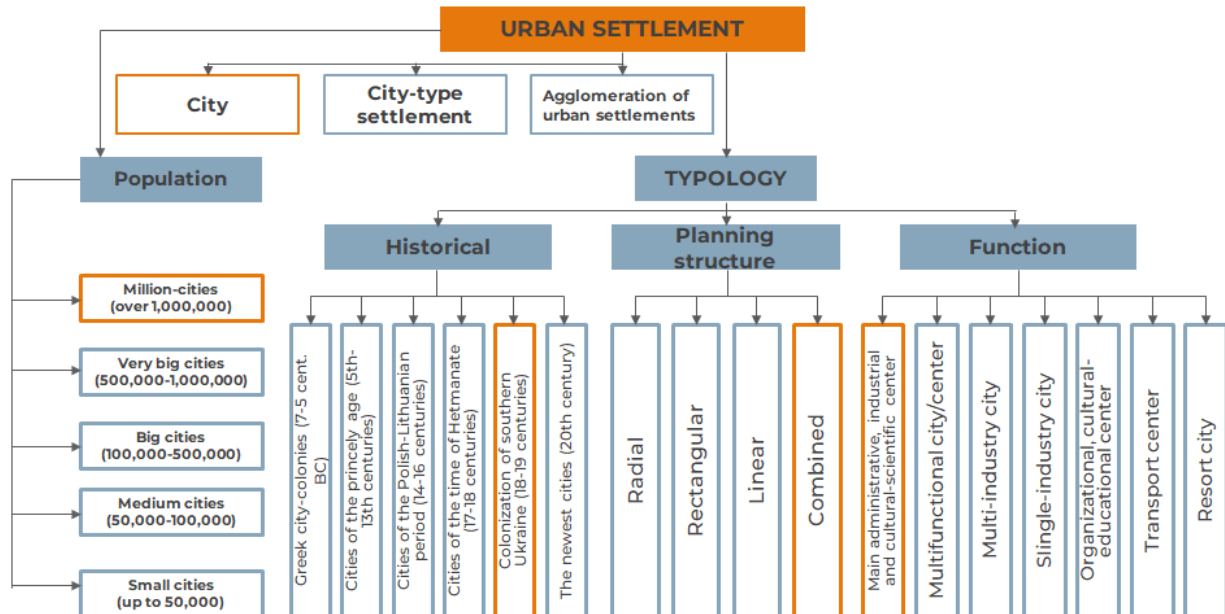 URBAN SETTLEMENT
City
City-type
settlement
Agglomeration of
urban settlements
Population
TYPOLOGY
Historical
Planning
structure
Function
Million-cities
(over 1,000,000)
Very big cities
(500,000-1,000,000)
Big cities
(100,000-500,000)
Medium cities
(50,000-100,000)
Small cities
(up to 50,000)
Greek city-colonies (7-5 cent.
BC)
Cities of the princely age (5th-
13th centuries)
Cities of the Polish-Lithuanian
period (14-16 centuries)
Cities of the time of Hetmanate
(17-18 centuries)
Colonization of southern
Ukraine (18-19 centuries)
The newest cities (20th century)
Radial
Rectangular
Linear
Combined
Main administrative, industrial
and cultural-scientific center
Multifunctional city/center
Multi-industry city
Slingle-industry city
Organizational, cultural-
educational center
Transport center
Resort city